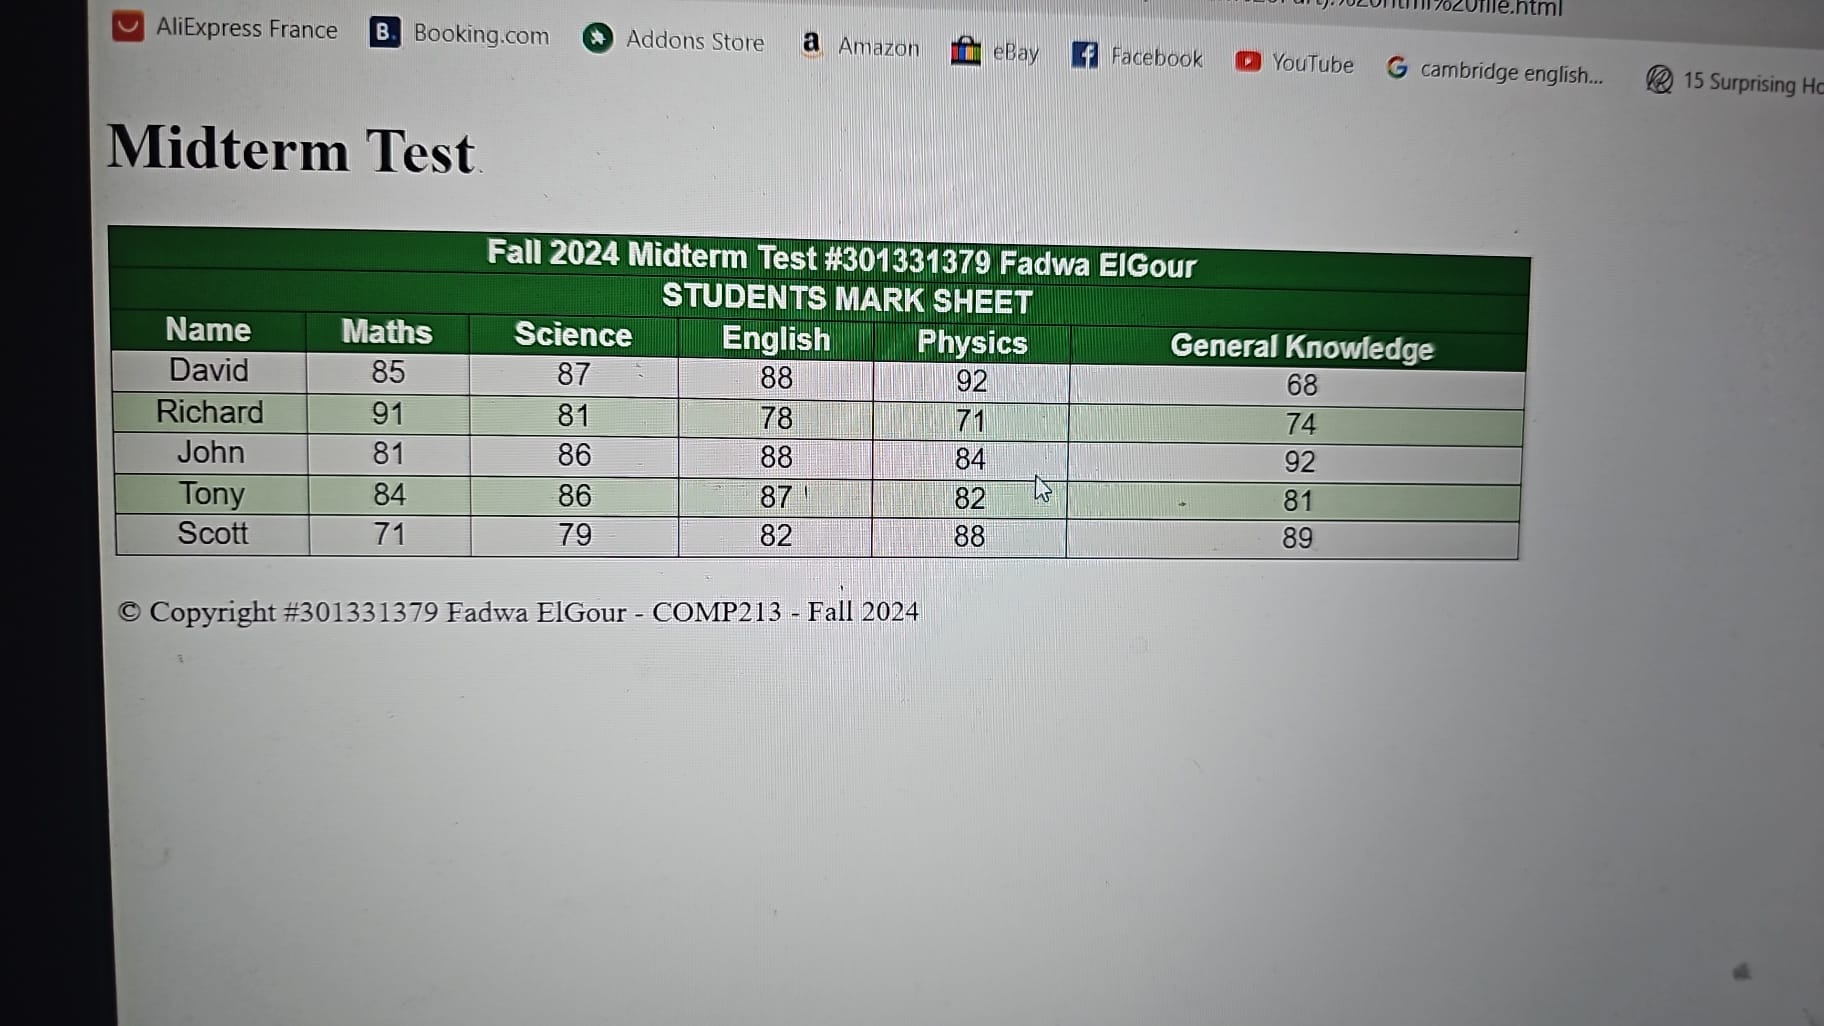 html%20file.html
AliExpress France B. Booking.com Addons Store a Amazon eBay f Facebook YouTube G cambridge english... 15 Surprising Ho
Midterm Test
Fall 2024 Midterm Test #301331379 Fadwa ElGour
STUDENTS MARK SHEET
Name Maths Science English Physics General Knowledge
David 85 87 88 92 68
Richard 91 81 78 71 74
John 81 86 88 84 92
Tony 84 86 87 82 81
Scott 71 79 82 88 89
© Copyright #301331379 Fadwa ElGour - COMP213 - Fall 2024